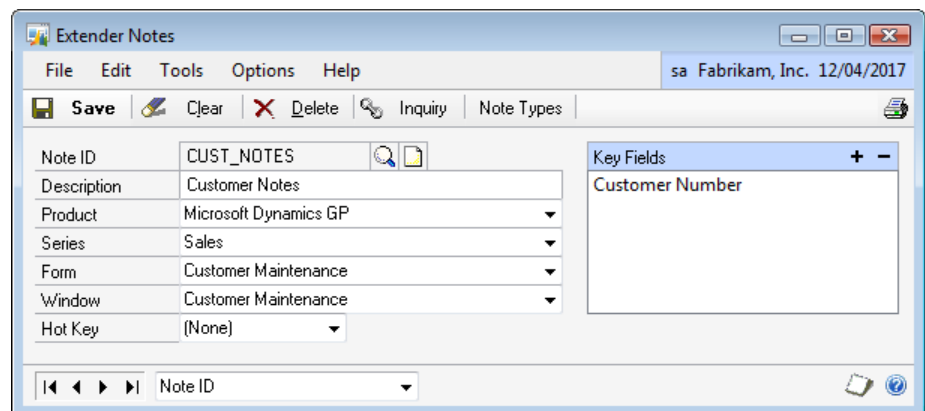 Extender Notes
File Edit Tools Options Help sa Fabrikam, Inc. 12/04/2017
Save Clear Delete Inquiry Note Types
Note ID CUST_NOTES
Description Customer Notes
Product Microsoft Dynamics GP
Series Sales
Form Customer Maintenance
Window Customer Maintenance
Hot Key (None)
Key Fields + −
Customer Number
Note ID